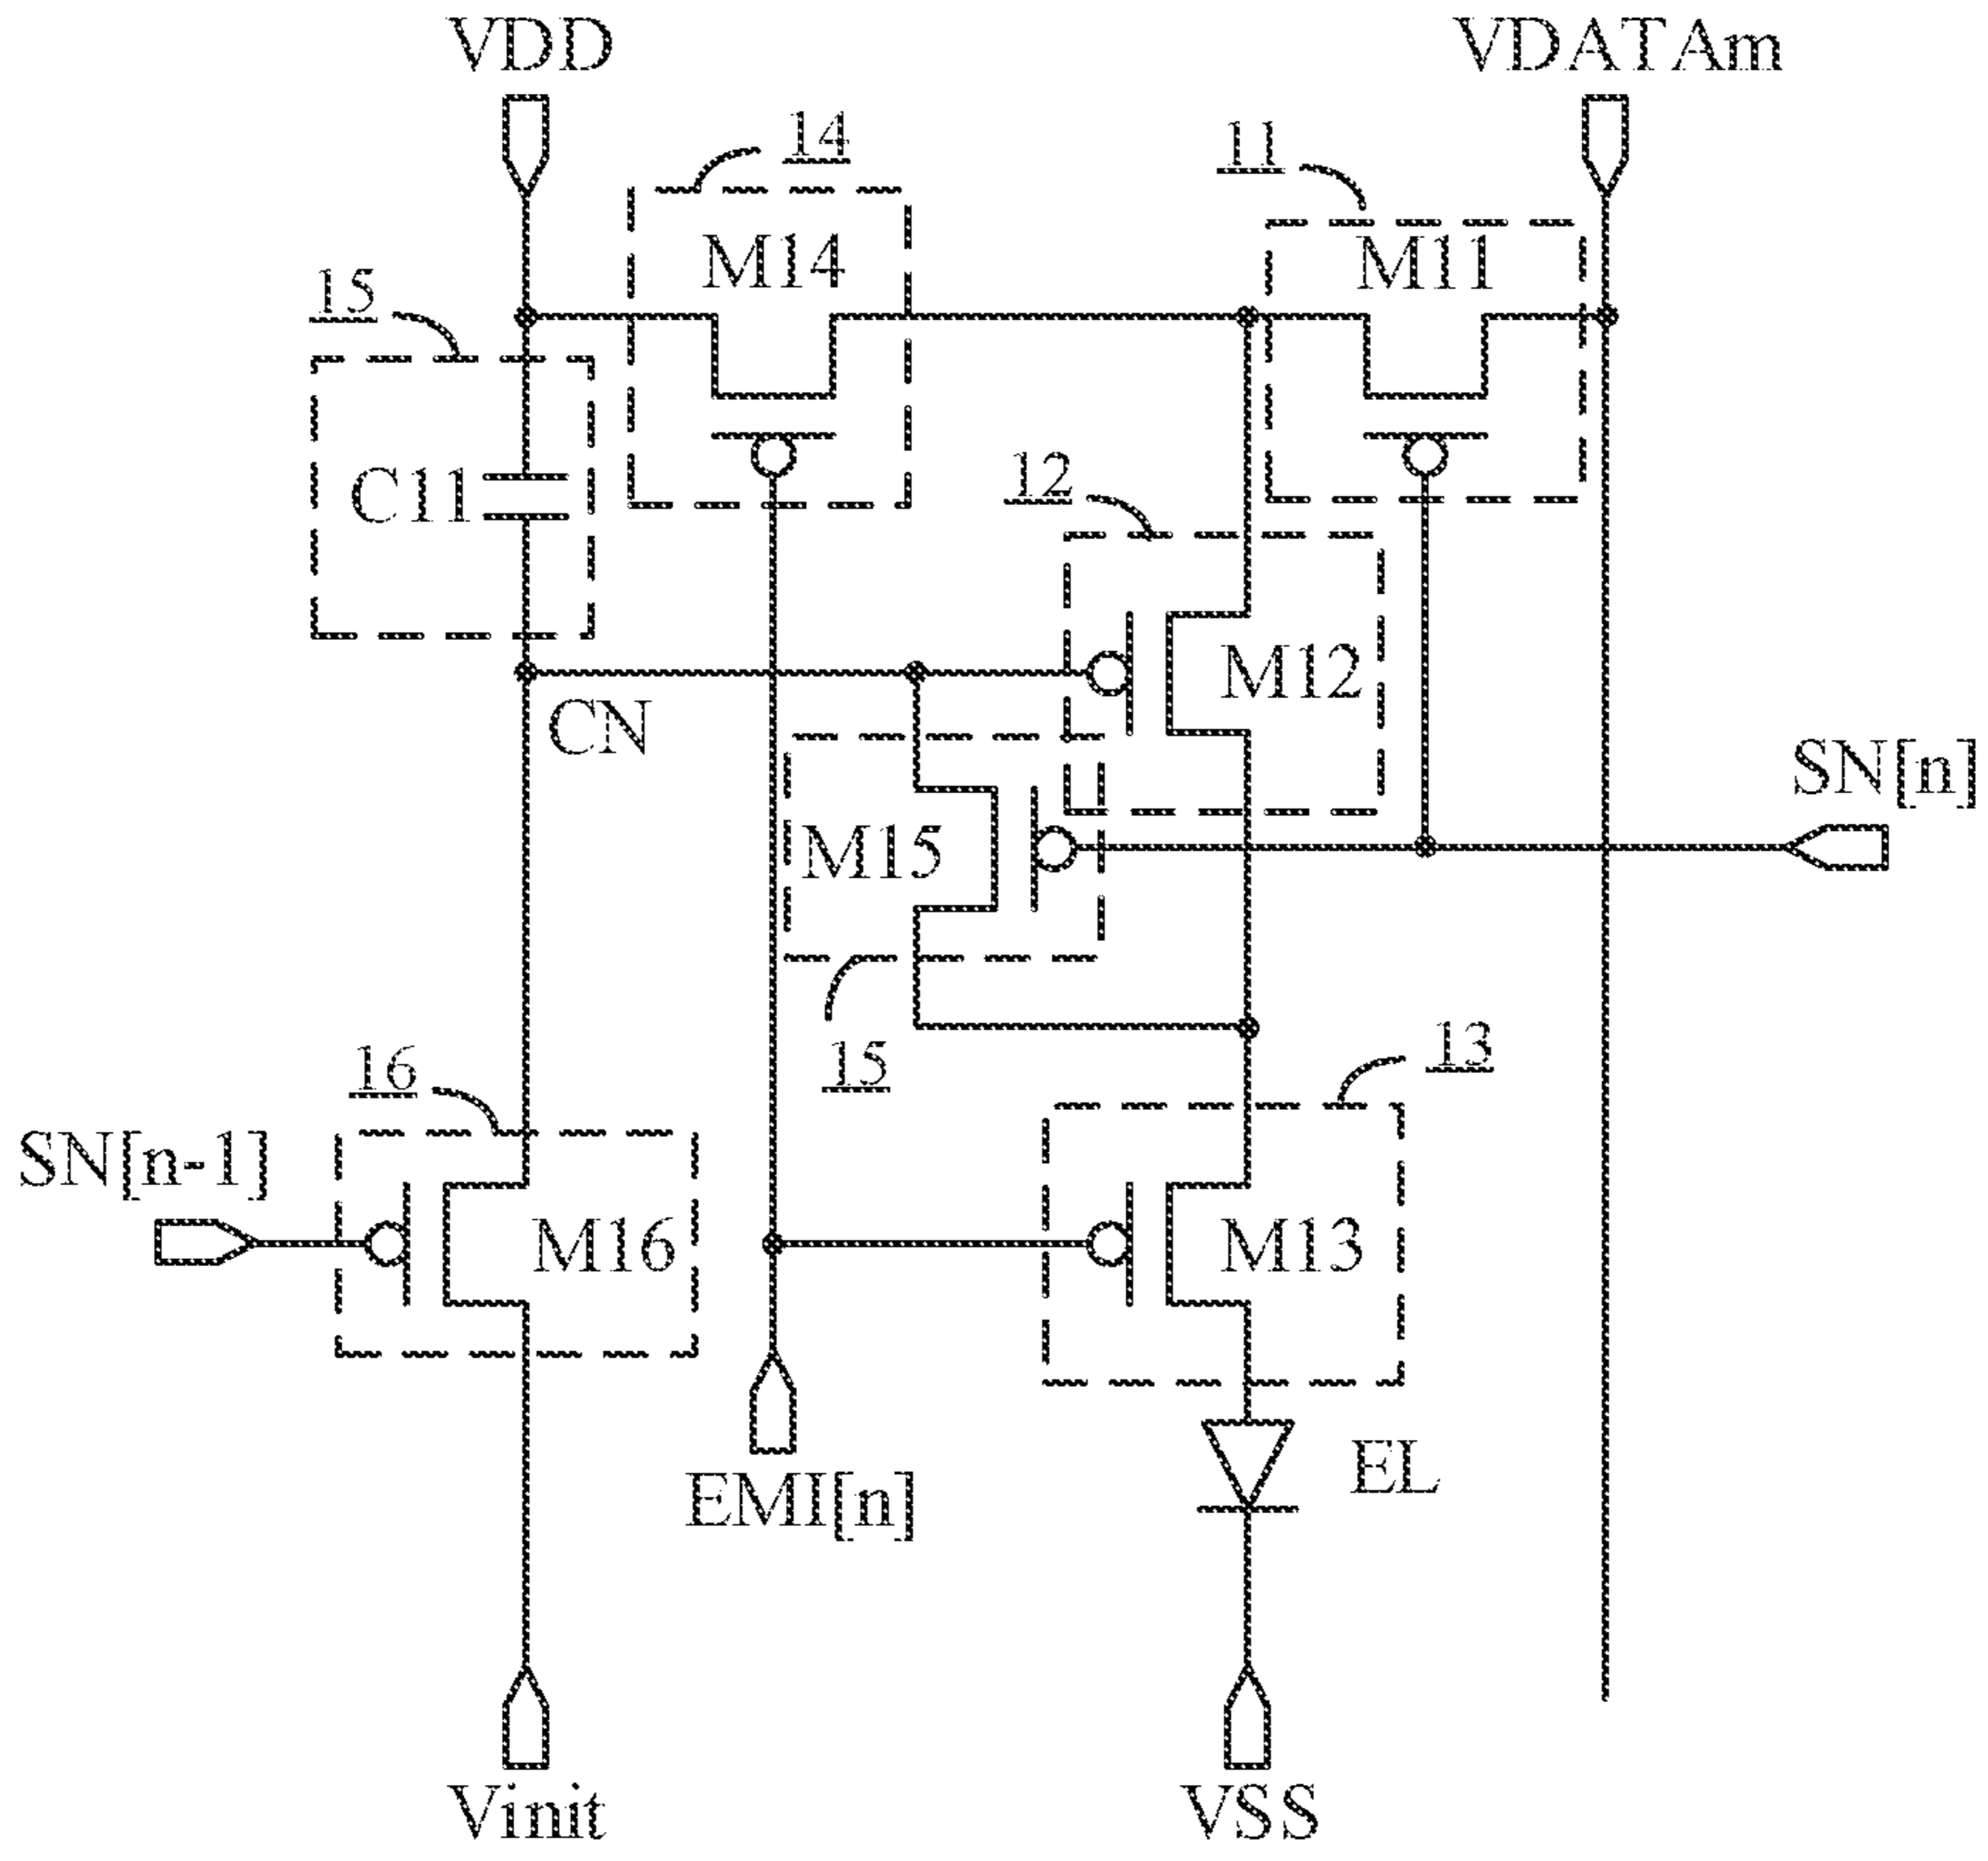 VDD
VDATAm
14
11
M14
M11
15
C11
12
M12
CN
SN[n]
M15
15
13
16
SN[n-1]
M16
M13
EL
EMI[n]
Vinit
VSS